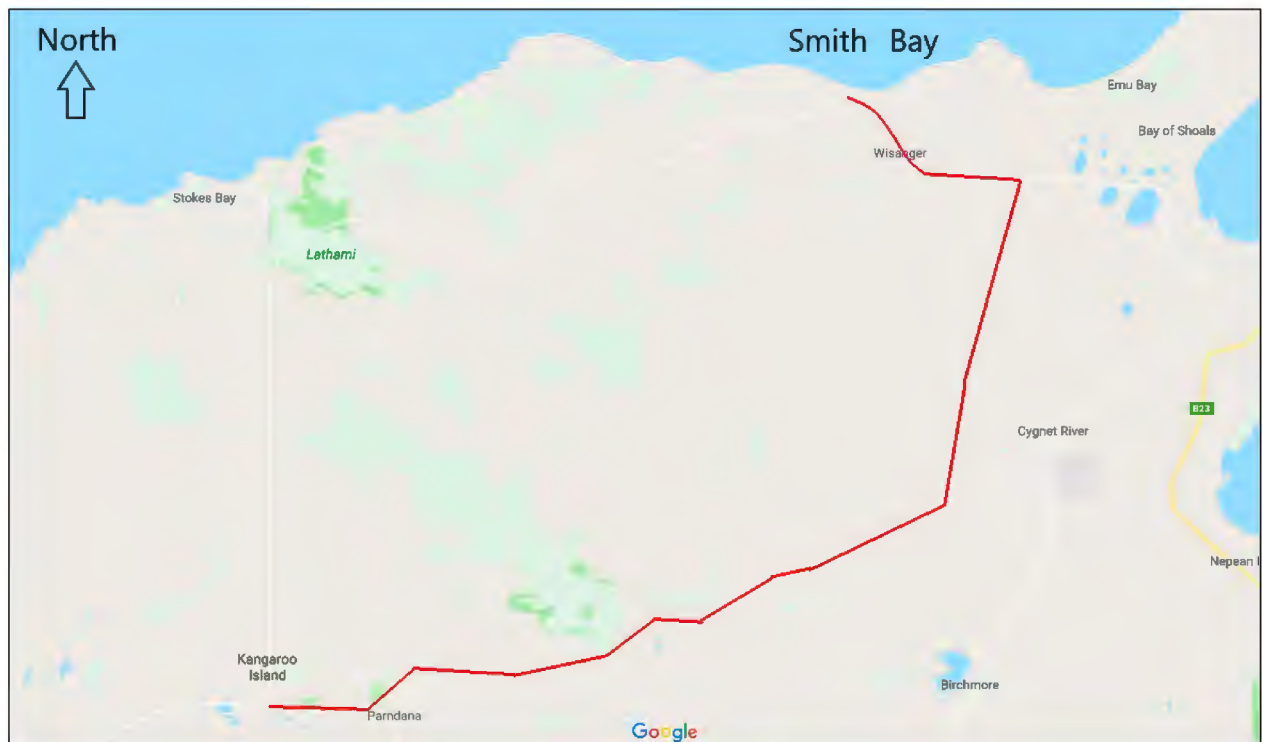 North
Smith Bay
Emu Bay
Bay of Shoals
Wisanger
Stokes Bay
Lathami
B23
Cygnet River
Nepean
Kangaroo
Island
Birchmore
Parndana
Google